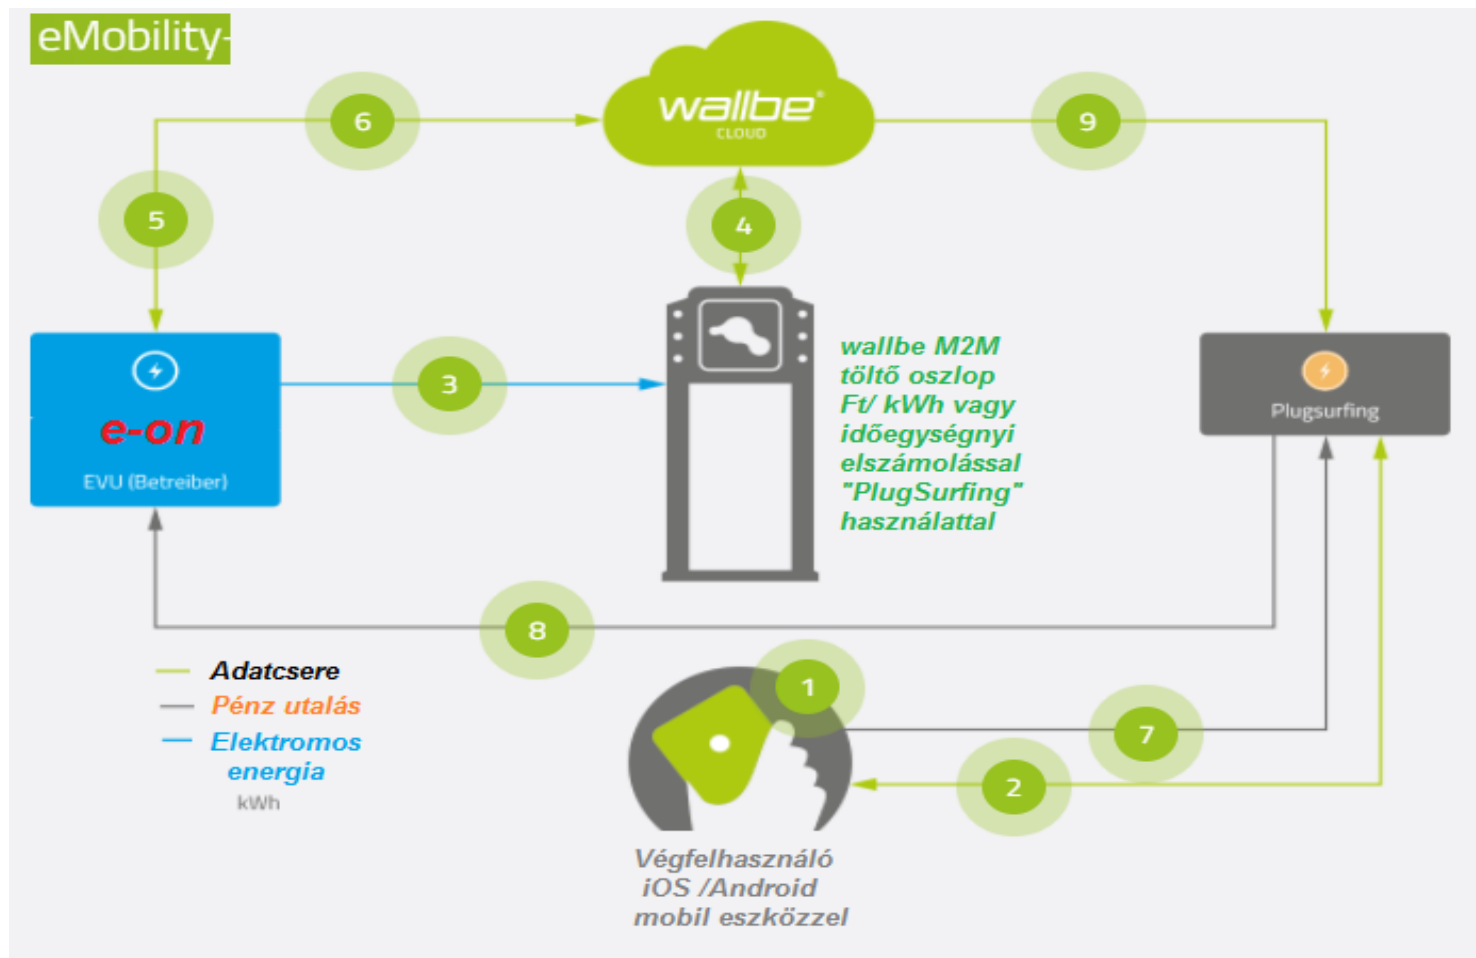 eMobility-
wallbe®
CLOUD
6
9
5
4
3
e-on
EVU (Betreiber)
wallbe M2M
töltő oszlop
Ft/ kWh vagy
időegységnyi
elszámolással
"PlugSurfing"
használattal
Plugsurfing
8
Adatcsere
Pénz utalás
Elektromos
energia
kWh
1
7
2
Végfelhasználó
iOS /Android
mobil eszközzel